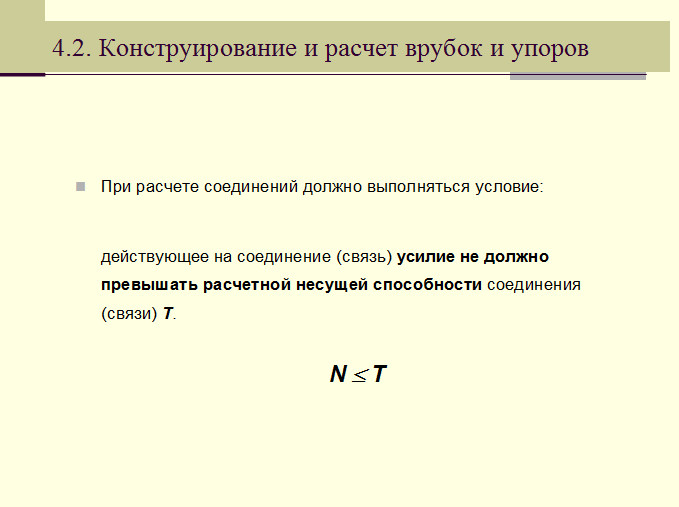 4.2. Конструирование и расчет врубок и упоров
При расчете соединений должно выполняться условие:
действующее на соединение (связь) усилие не должно
превышать расчетной несущей способности соединения
(связи) T.
N ≤ T